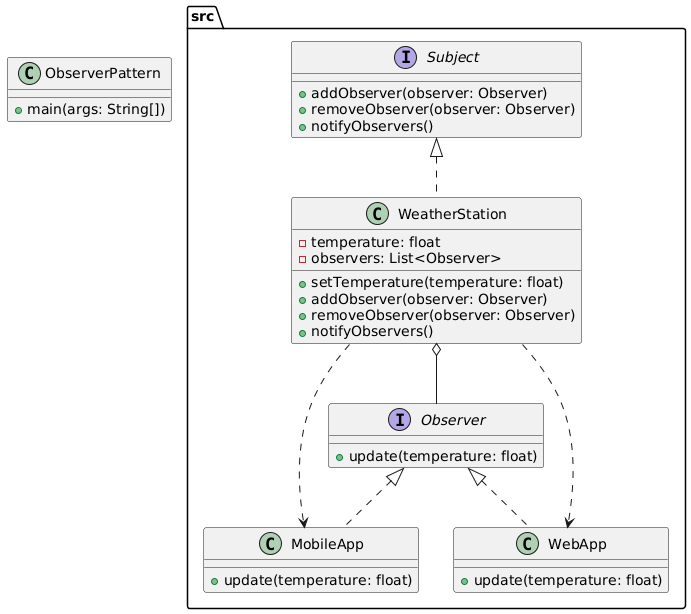 src
C ObserverPattern
main(args: String[])
I Subject
addObserver(observer: Observer)
removeObserver(observer: Observer)
notifyObservers()
C WeatherStation
temperature: float
observers: List<Observer>
setTemperature(temperature: float)
addObserver(observer: Observer)
removeObserver(observer: Observer)
notifyObservers()
I Observer
update(temperature: float)
C MobileApp
update(temperature: float)
C WebApp
update(temperature: float)